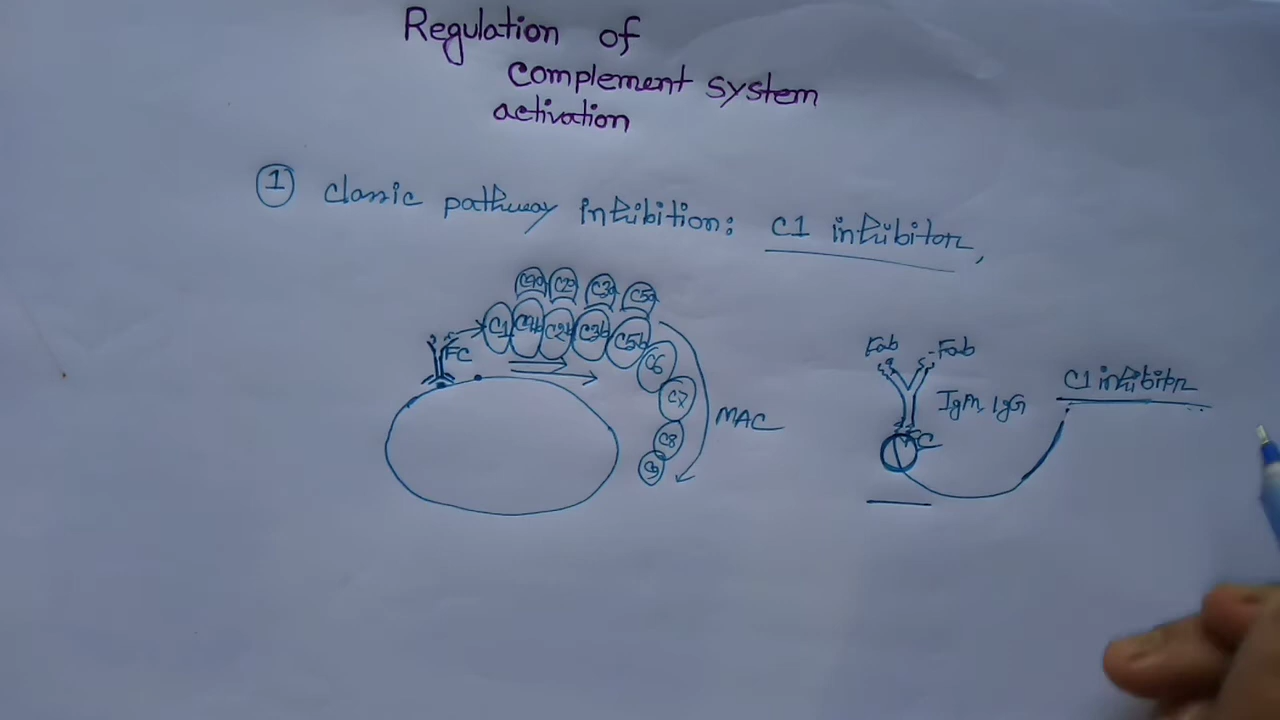 Regulation of
complement system
activation
① classic pathway inhibition: C1 inhibitor,
C4a C2a C3a C5a
C1 C4b C2b C3b C5b C6 C7 C8 C9
FC
MAC
Fab Fab
IgM, IgG
FC
C1 inhibitor